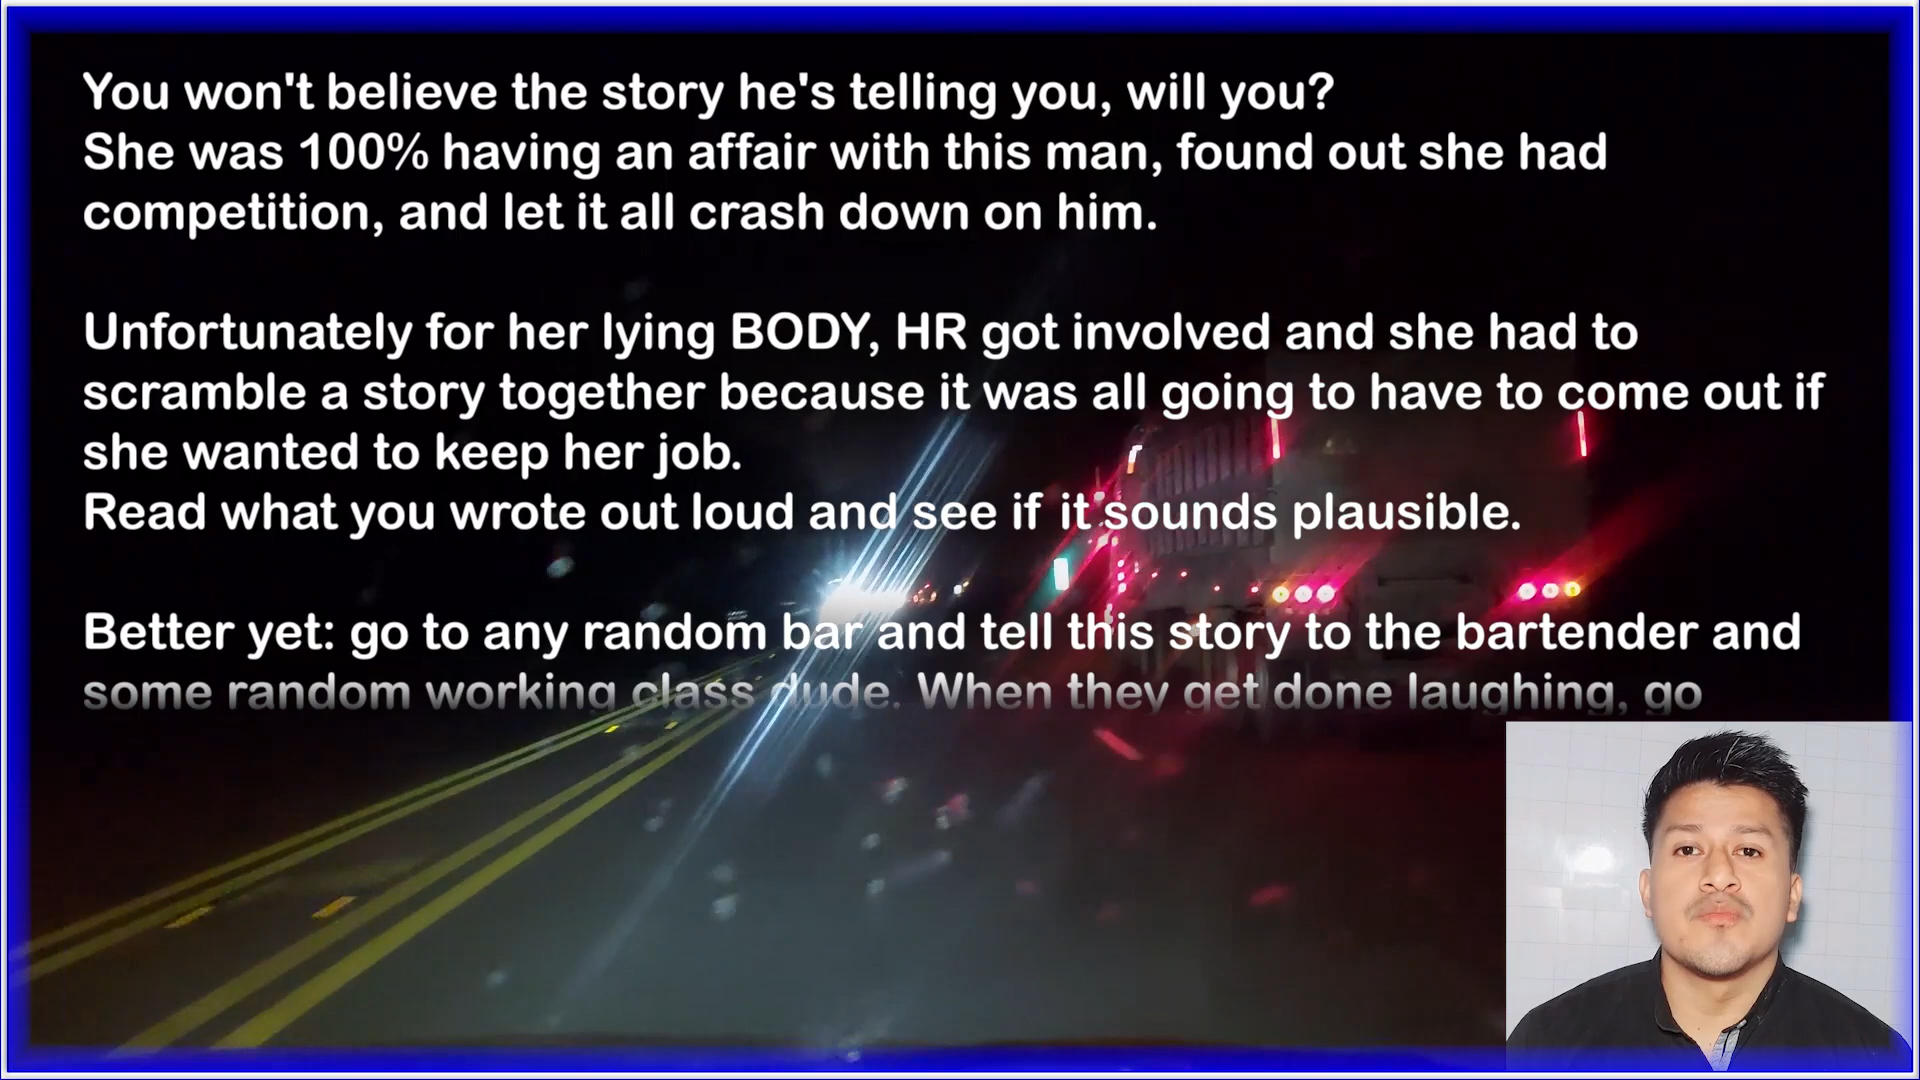 You won't believe the story he's telling you, will you?
She was 100% having an affair with this man, found out she had
competition, and let it all crash down on him.
Unfortunately for her lying BODY, HR got involved and she had to
scramble a story together because it was all going to have to come out if
she wanted to keep her job.
Read what you wrote out loud and see if it sounds plausible.
Better yet: go to any random bar and tell this story to the bartender and
some random working class dude. When they get done laughing, go